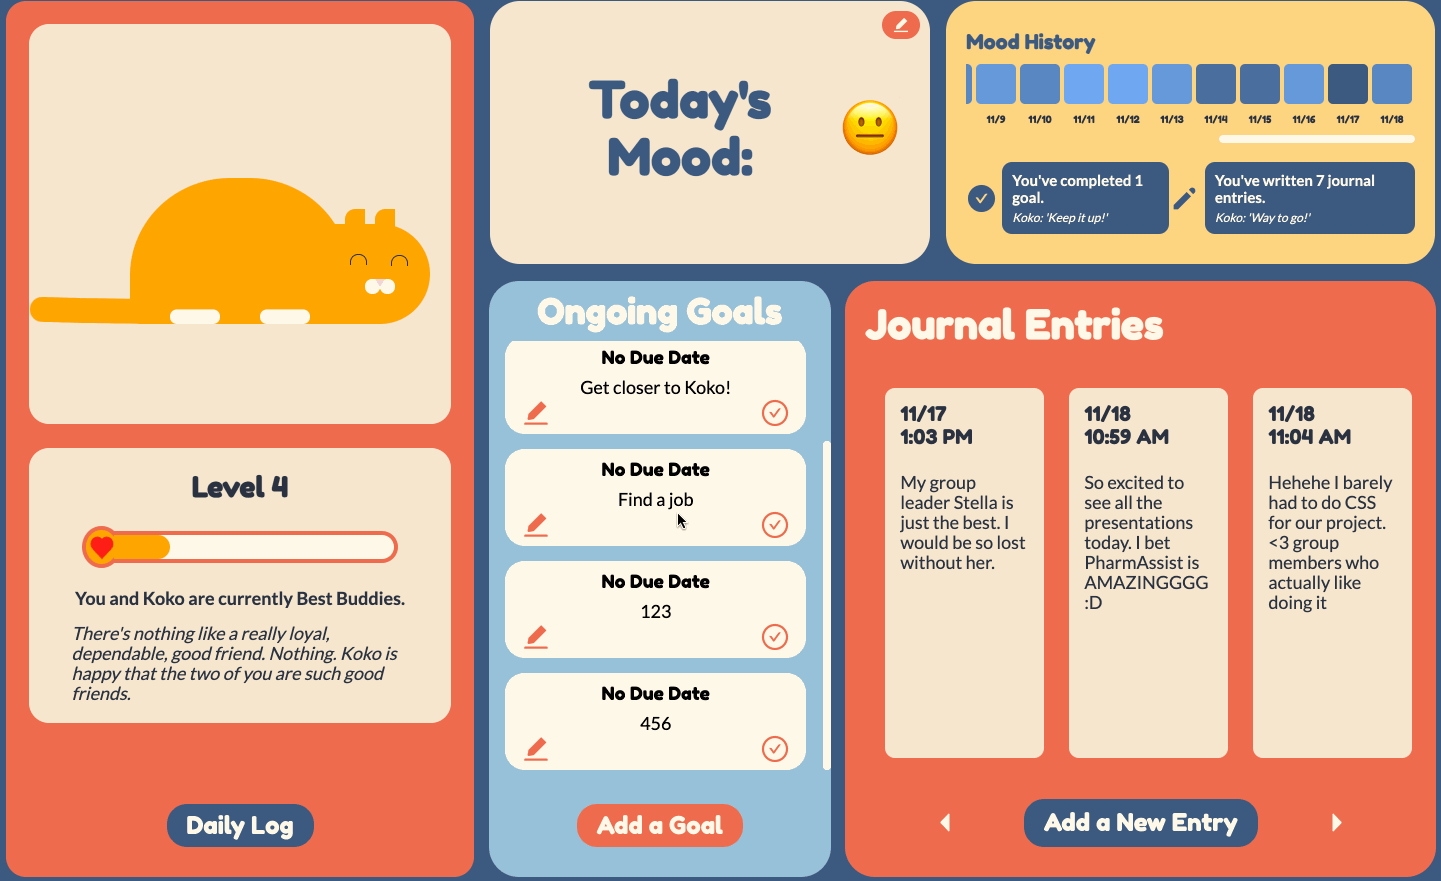 Level 4
You and Koko are currently Best Buddies.
There's nothing like a really loyal,
dependable, good friend. Nothing. Koko is
happy that the two of you are such good
friends.
Daily Log
Today's
Mood:
Mood History
11/9 11/10 11/11 11/12 11/13 11/14 11/15 11/16 11/17 11/18
You've completed 1
goal.
Koko: 'Keep it up!'
You've written 7 journal
entries.
Koko: 'Way to go!'
Ongoing Goals
No Due Date
Get closer to Koko!
No Due Date
Find a job
No Due Date
123
No Due Date
456
Add a Goal
Journal Entries
11/17
1:03 PM
My group
leader Stella is
just the best. I
would be so lost
without her.
11/18
10:59 AM
So excited to
see all the
presentations
today. I bet
PharmAssist is
AMAZINGGGG
:D
11/18
11:04 AM
Hehehe I barely
had to do CSS
for our project.
<3 group
members who
actually like
doing it
Add a New Entry